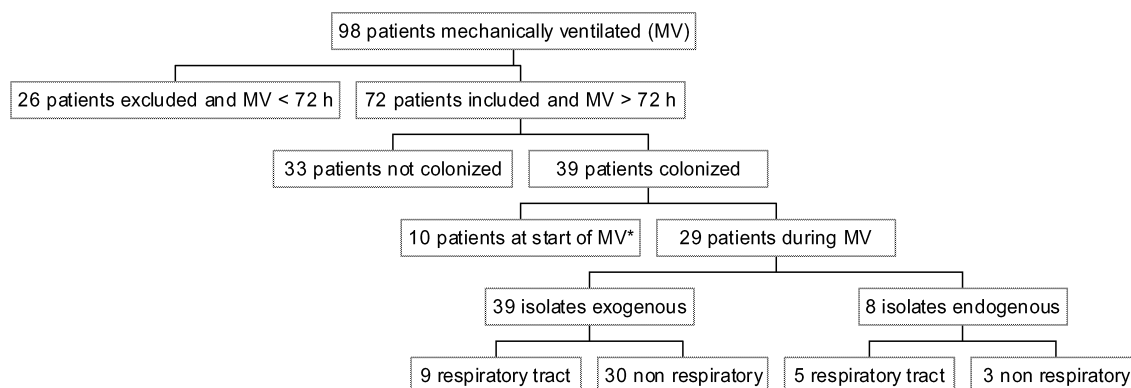 98 patients mechanically ventilated (MV)
26 patients excluded and MV < 72 h
72 patients included and MV > 72 h
33 patients not colonized
39 patients colonized
10 patients at start of MV*
29 patients during MV
39 isolates exogenous
8 isolates endogenous
9 respiratory tract
30 non respiratory
5 respiratory tract
3 non respiratory